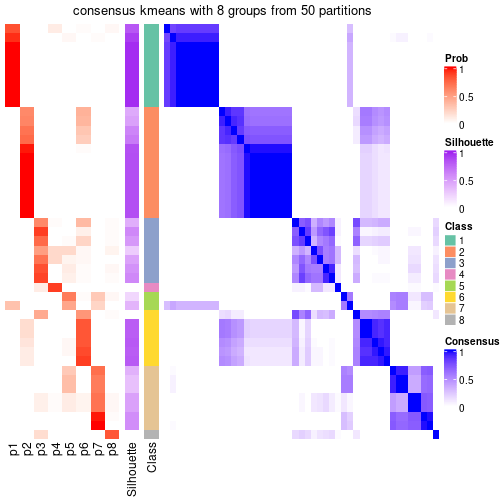 consensus kmeans with 8 groups from 50 partitions
Prob
1
0.5
0
Silhouette
1
0.5
0
Class
1
2
3
4
5
6
7
8
Consensus
1
0.5
0
p1
p2
p3
p4
p5
p6
p7
p8
Silhouette
Class